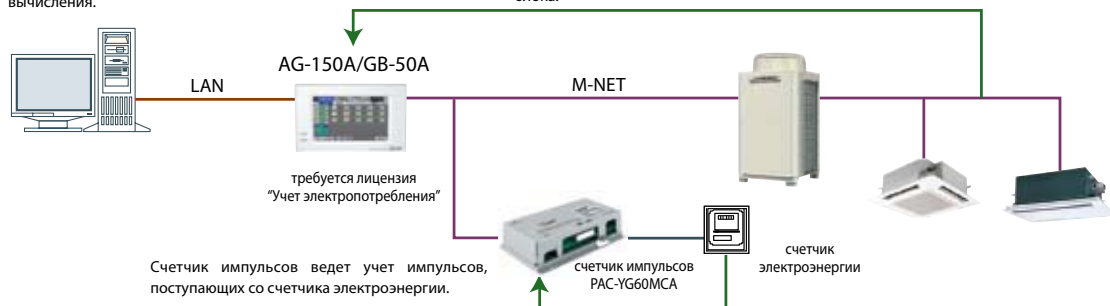 вычисления.
блока.
AG-150A/GB-50A
LAN
M-NET
требуется лицензия
“Учет электропотребления”
Счетчик импульсов ведет учет импульсов,
поступающих со счетчика электроэнергии.
счетчик импульсов
PAC-YG60MCA
счетчик
электроэнергии